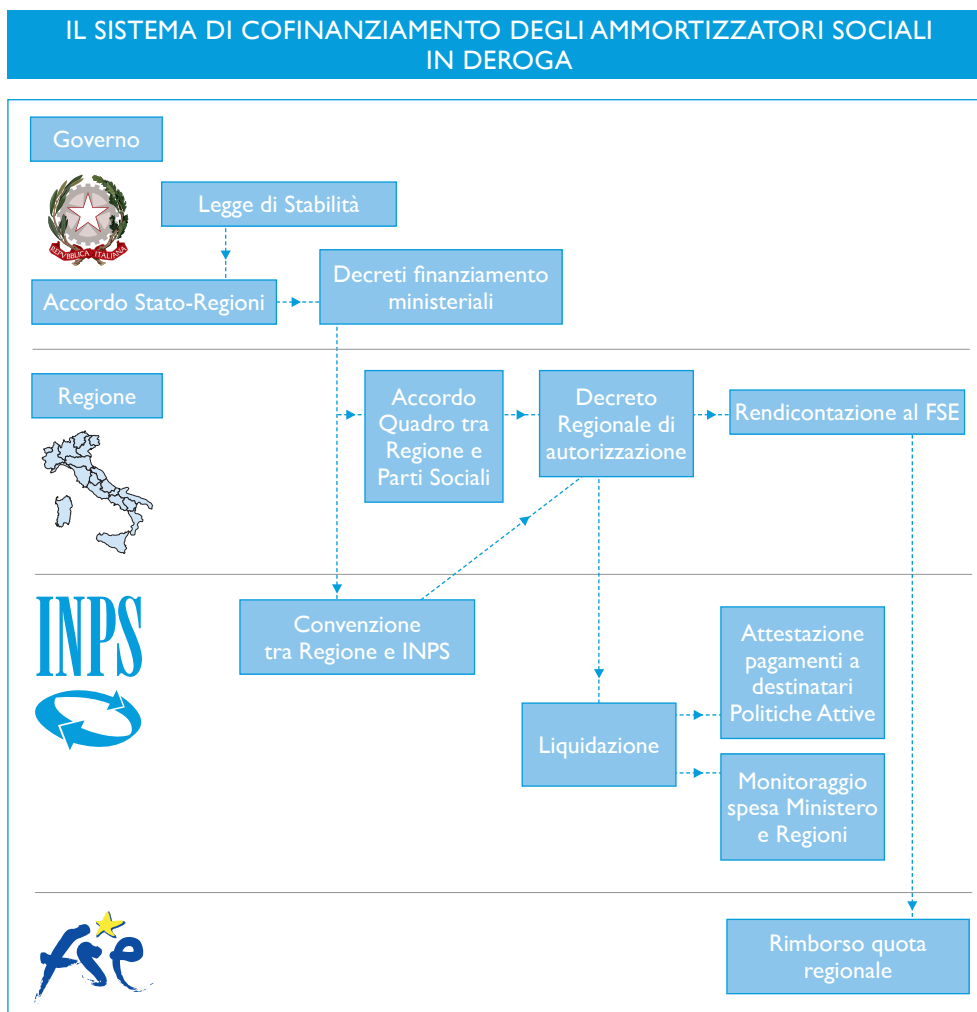 IL SISTEMA DI COFINANZIAMENTO DEGLI AMMORTIZZATORI SOCIALI
IN DEROGA
Governo
REPVBBLICA ITALIANA
Legge di Stabilità
Accordo Stato-Regioni
Decreti finanziamento
ministeriali
Regione
Accordo
Quadro tra
Regione e
Parti Sociali
Decreto
Regionale di
autorizzazione
Rendicontazione al FSE
INPS
Convenzione
tra Regione e INPS
Liquidazione
Attestazione
pagamenti a
destinatari
Politiche Attive
Monitoraggio
spesa Ministero
e Regioni
fse
Rimborso quota
regionale